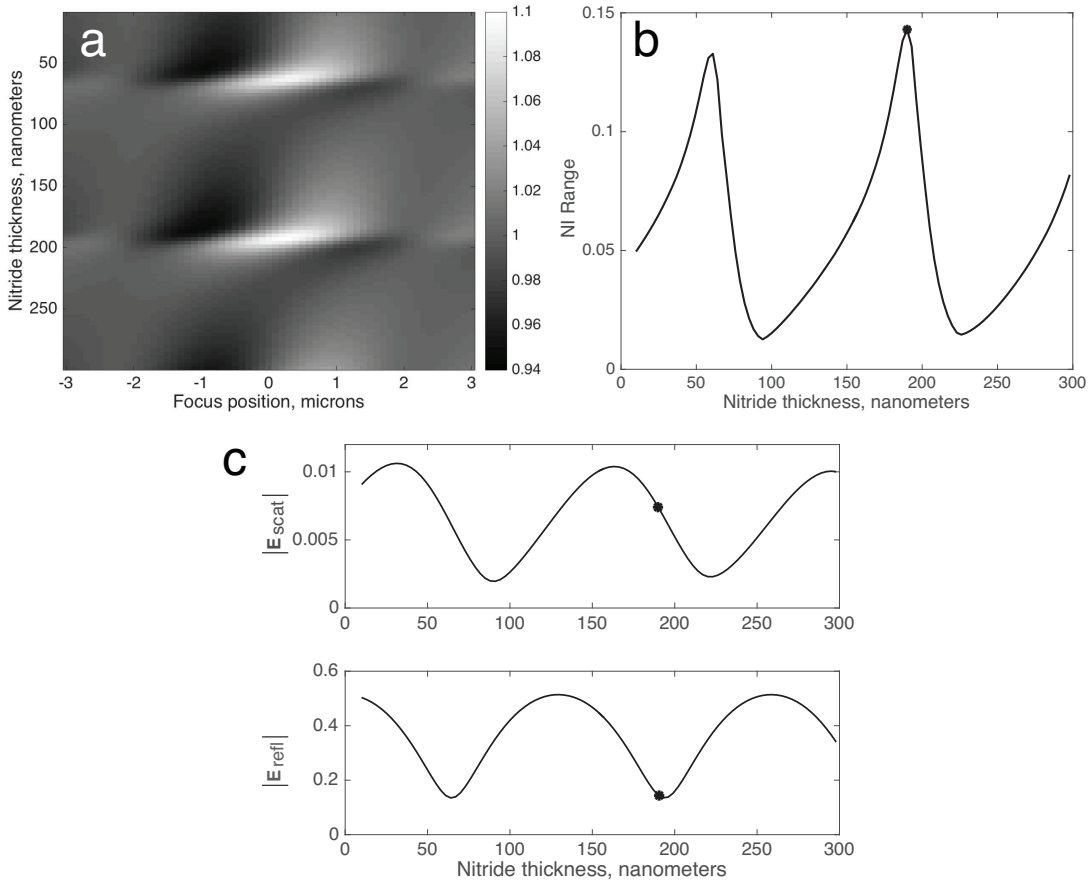 a
50
100
150
200
250
Nitride thickness, nanometers
-3 -2 -1 0 1 2 3
Focus position, microns
1.1
1.08
1.06
1.04
1.02
1
0.98
0.96
0.94
b
0.15
0.1
0.05
0
NI Range
0 50 100 150 200 250 300
Nitride thickness, nanometers
c
0.01
0.005
0
|E scat|
0 50 100 150 200 250 300
0.6
0.4
0.2
0
|E refl|
0 50 100 150 200 250 300
Nitride thickness, nanometers